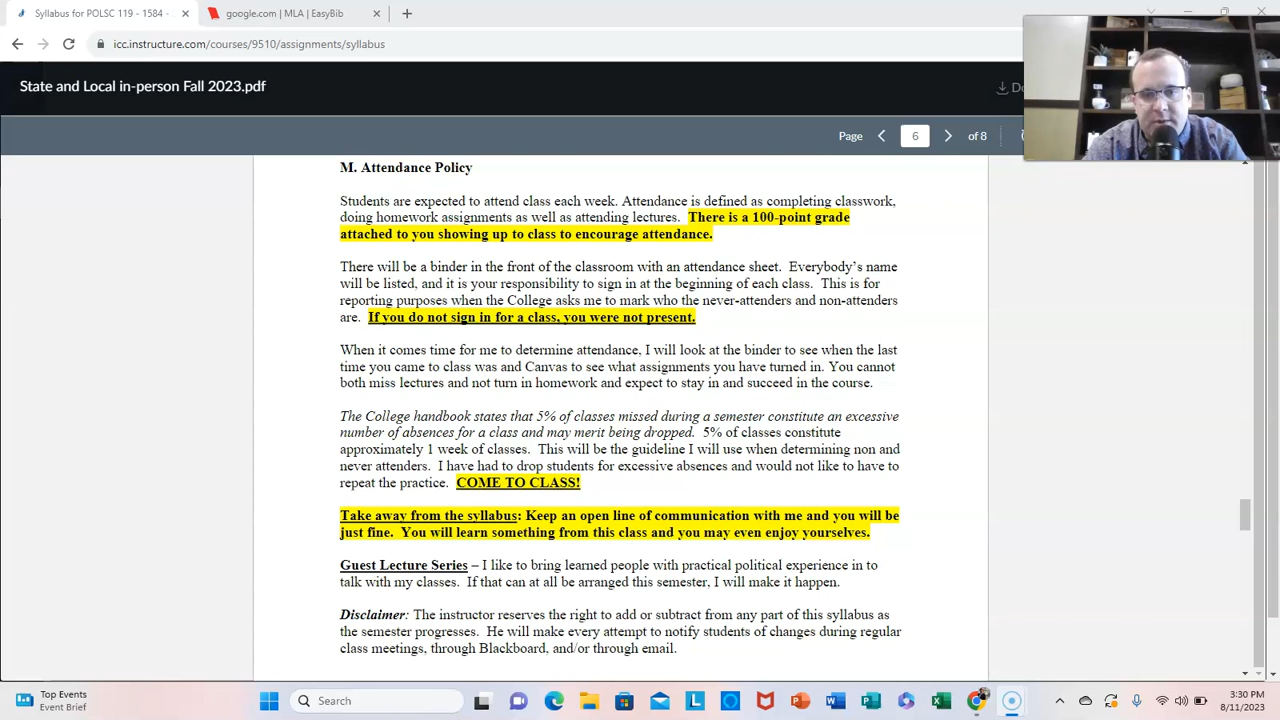 Syllabus for POLSC 119 - 1584 -
google.com | MLA | EasyBib
icc.instructure.com/courses/9510/assignments/syllabus
State and Local in-person Fall 2023.pdf
Page 6 of 8
M. Attendance Policy
Students are expected to attend class each week. Attendance is defined as completing classwork,
doing homework assignments as well as attending lectures. There is a 100-point grade
attached to you showing up to class to encourage attendance.
There will be a binder in the front of the classroom with an attendance sheet. Everybody's name
will be listed, and it is your responsibility to sign in at the beginning of each class. This is for
reporting purposes when the College asks me to mark who the never-attenders and non-attenders
are. If you do not sign in for a class, you were not present.
When it comes time for me to determine attendance, I will look at the binder to see when the last
time you came to class was and Canvas to see what assignments you have turned in. You cannot
both miss lectures and not turn in homework and expect to stay in and succeed in the course.
The College handbook states that 5% of classes missed during a semester constitute an excessive
number of absences for a class and may merit being dropped. 5% of classes constitute
approximately 1 week of classes. This will be the guideline I will use when determining non and
never attenders. I have had to drop students for excessive absences and would not like to have to
repeat the practice. COME TO CLASS!
Take away from the syllabus: Keep an open line of communication with me and you will be
just fine. You will learn something from this class and you may even enjoy yourselves.
Guest Lecture Series – I like to bring learned people with practical political experience in to
talk with my classes. If that can at all be arranged this semester, I will make it happen.
Disclaimer: The instructor reserves the right to add or subtract from any part of this syllabus as
the semester progresses. He will make every attempt to notify students of changes during regular
class meetings, through Blackboard, and/or through email.
Top Events
Event Brief
Search
3:30 PM
8/11/2023